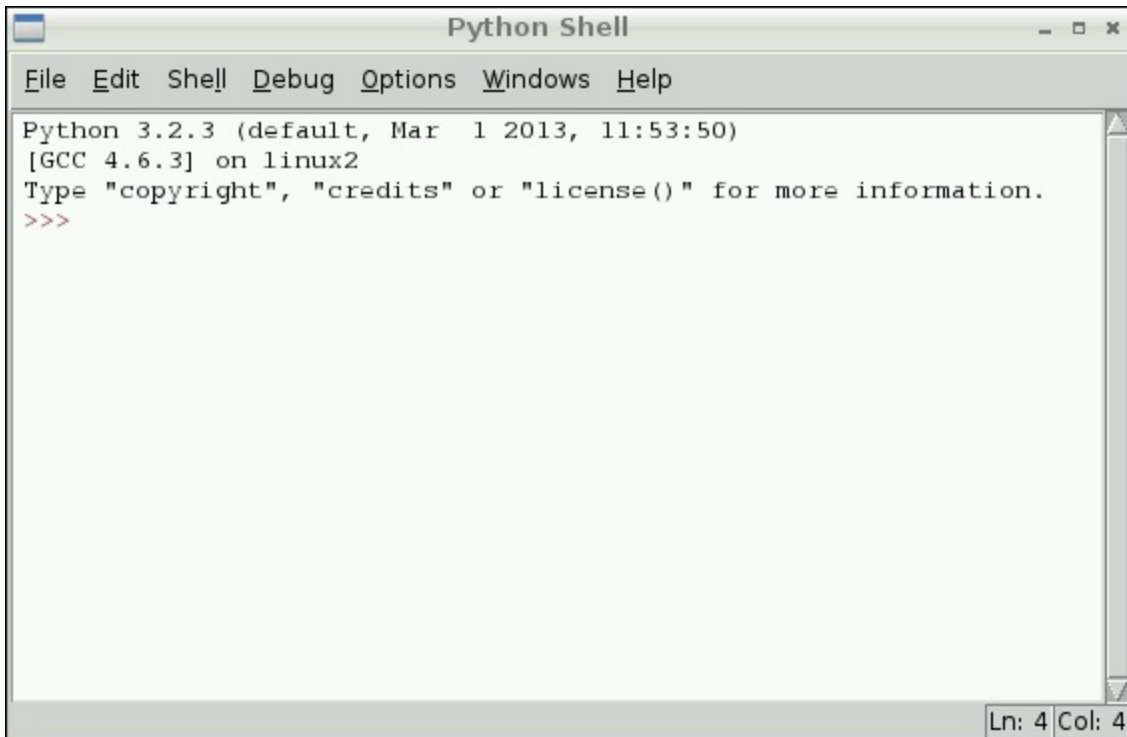 Python Shell
File Edit Shell Debug Options Windows Help
Python 3.2.3 (default, Mar  1 2013, 11:53:50)
[GCC 4.6.3] on linux2
Type "copyright", "credits" or "license()" for more information.
>>>
Ln: 4 Col: 4